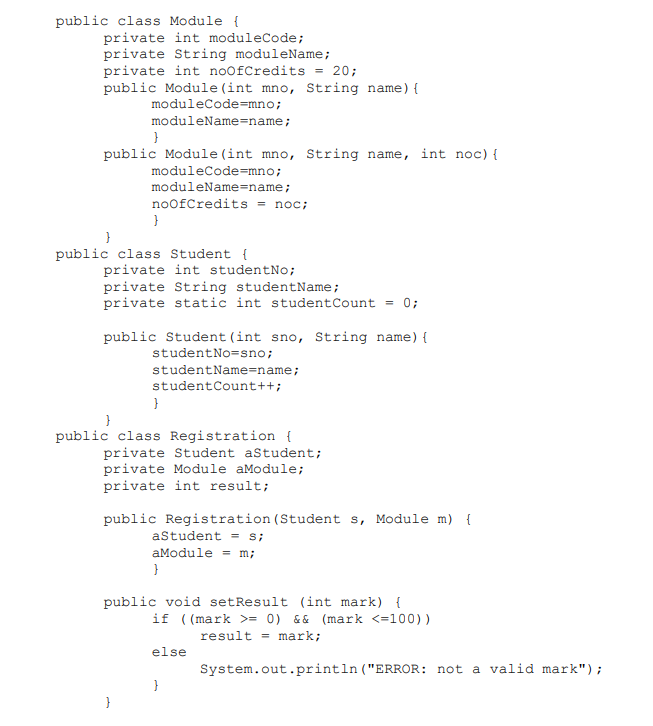 public class Module {
private int moduleCode;
private String moduleName;
private int noOfCredits = 20;
public Module(int mno, String name){
moduleCode=mno;
moduleName=name;
}
public Module(int mno, String name, int noc){
moduleCode=mno;
moduleName=name;
noOfCredits = noc;
}
}
public class Student {
private int studentNo;
private String studentName;
private static int studentCount = 0;
public Student(int sno, String name){
studentNo=sno;
studentName=name;
studentCount++;
}
}
public class Registration {
private Student aStudent;
private Module aModule;
private int result;
public Registration(Student s, Module m) {
aStudent = s;
aModule = m;
}
public void setResult (int mark) {
if ((mark >= 0) && (mark <=100))
result = mark;
else
System.out.println("ERROR: not a valid mark");
}
}